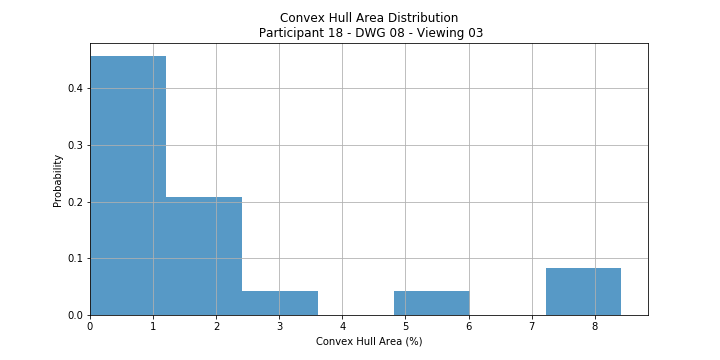 Convex Hull Area Distribution
Participant 18 - DWG 08 - Viewing 03
0.4
0.3
0.2
0.1
0.0
Probability
0 1 2 3 4 5 6 7 8
Convex Hull Area (%)